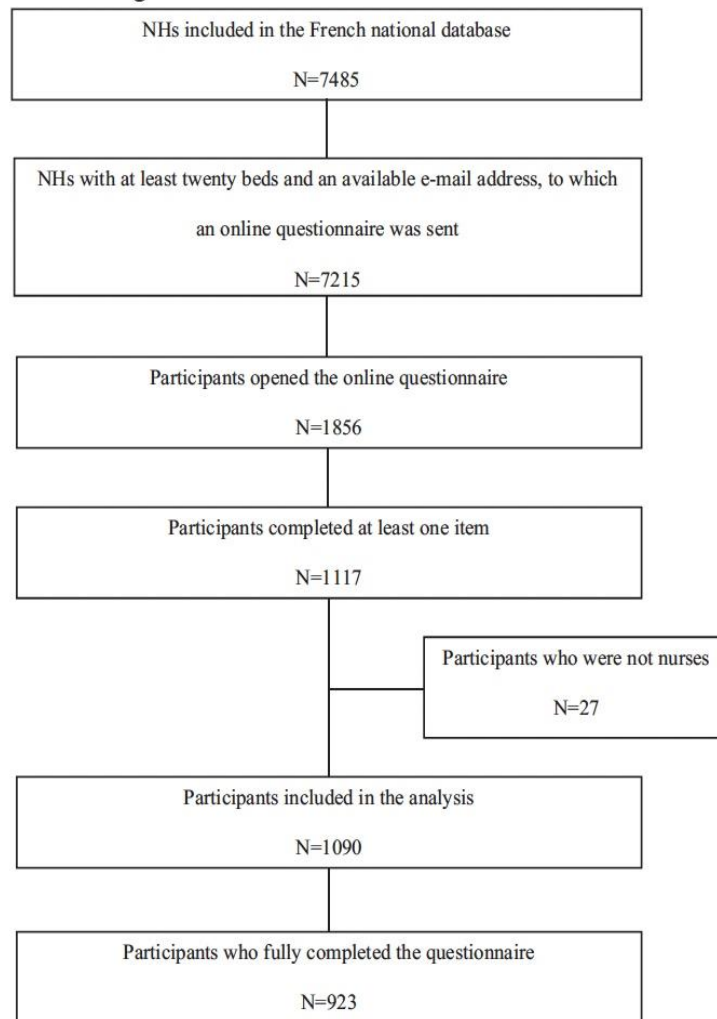 NHs included in the French national database
N=7485
NHs with at least twenty beds and an available e-mail address, to which
an online questionnaire was sent
N=7215
Participants opened the online questionnaire
N=1856
Participants completed at least one item
N=1117
Participants who were not nurses
N=27
Participants included in the analysis
N=1090
Participants who fully completed the questionnaire
N=923